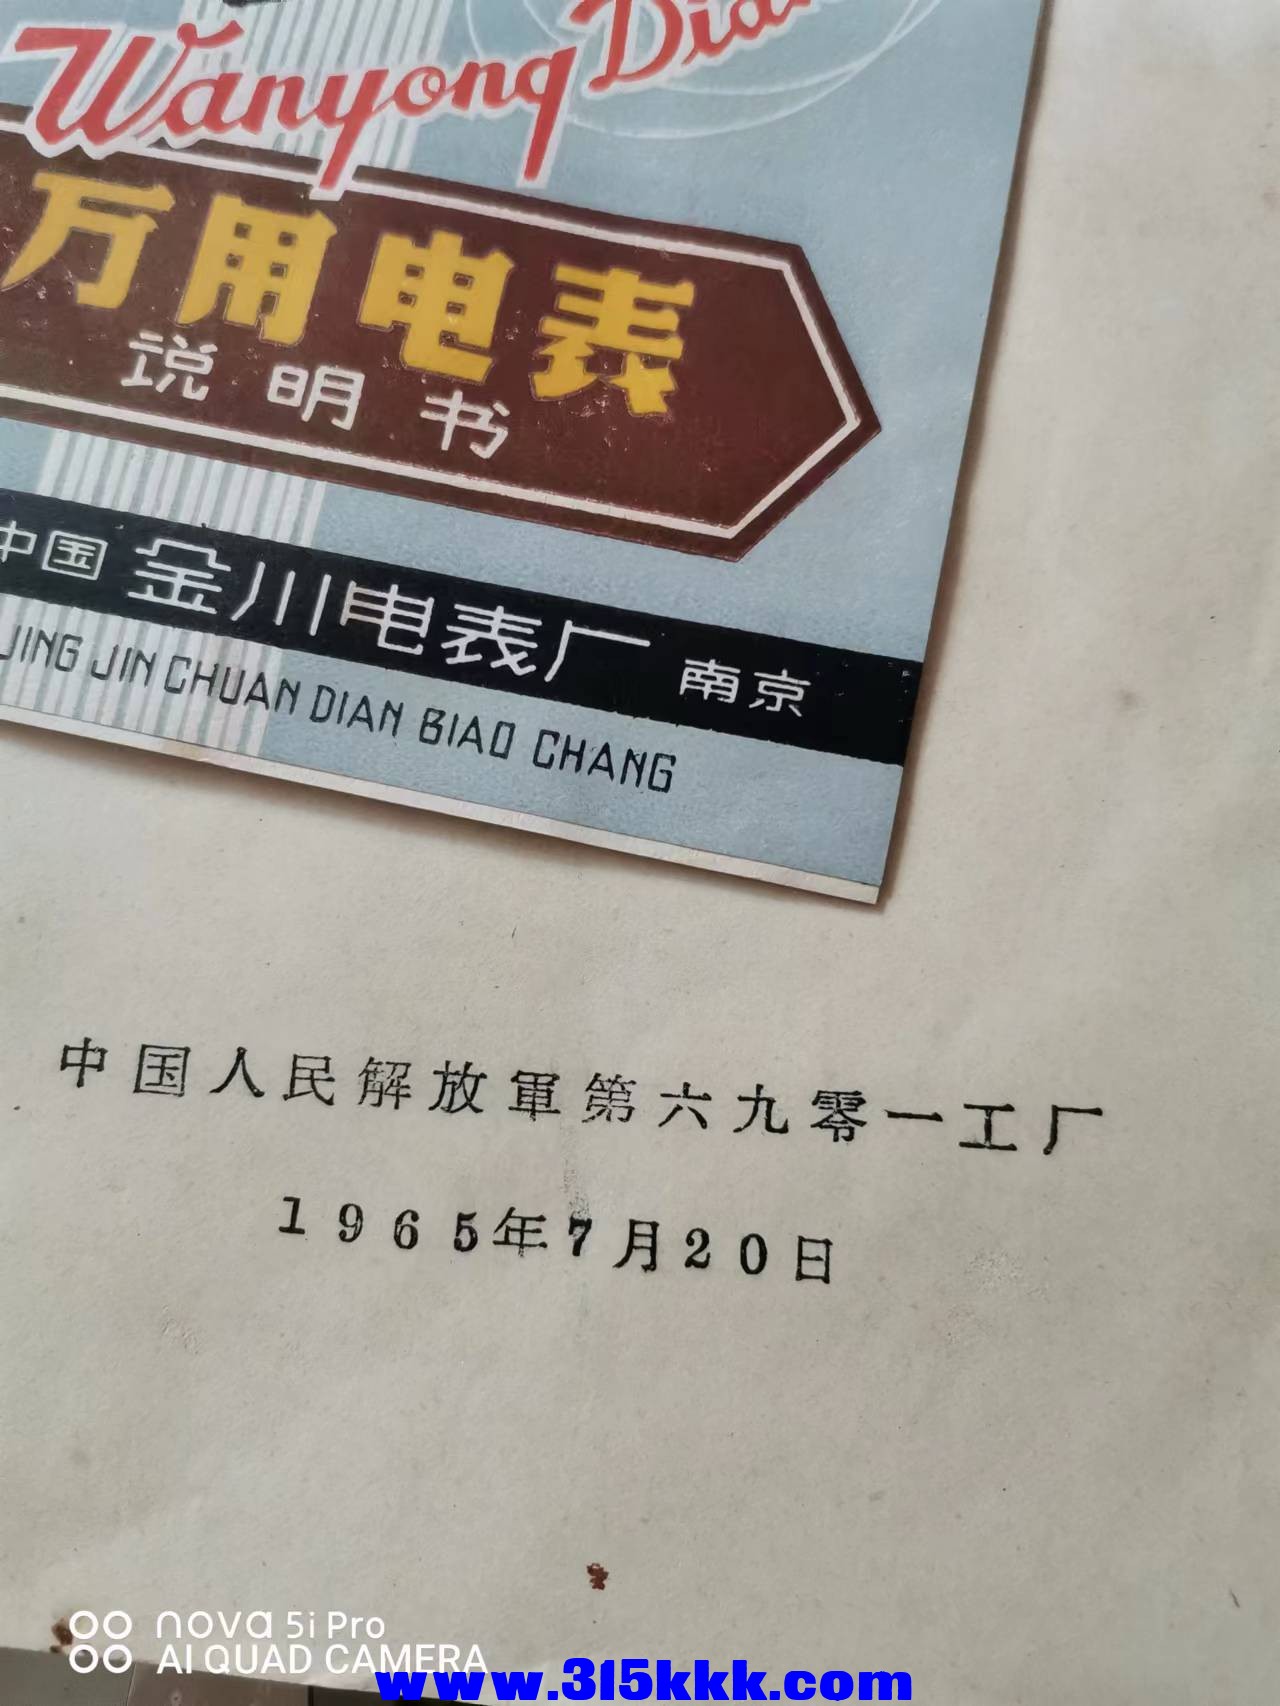 Wanyong Dia
万用电表
说明书
中国 金川电表厂 南京
JING JIN CHUAN DIAN BIAO CHANG
中国人民解放軍第六九零一工厂
1965年7月20日
nova 5i Pro
AI QUAD CAMERA
www.315kkk.com